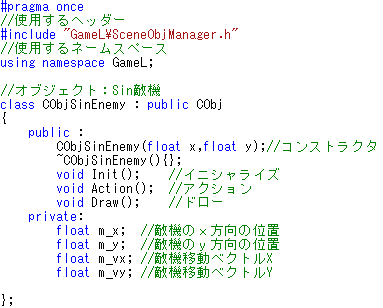 #pragma once
//使用するヘッダー
#include "GameL¥SceneObjManager.h"
//使用するネームスペース
using namespace GameL;

//オブジェクト：Sin敵機
class CObjSinEnemy : public CObj
{
    public :
        CObjSinEnemy(float x,float y);//コンストラクタ
        ~CObjSinEnemy(){};
        void Init();    //イニシャライズ
        void Action();  //アクション
        void Draw();    //ドロー
    private:
        float m_x;  //敵機のｘ方向の位置
        float m_y;  //敵機のｙ方向の位置
        float m_vx; //敵機移動ベクトルX
        float m_vy; //敵機移動ベクトルY

};